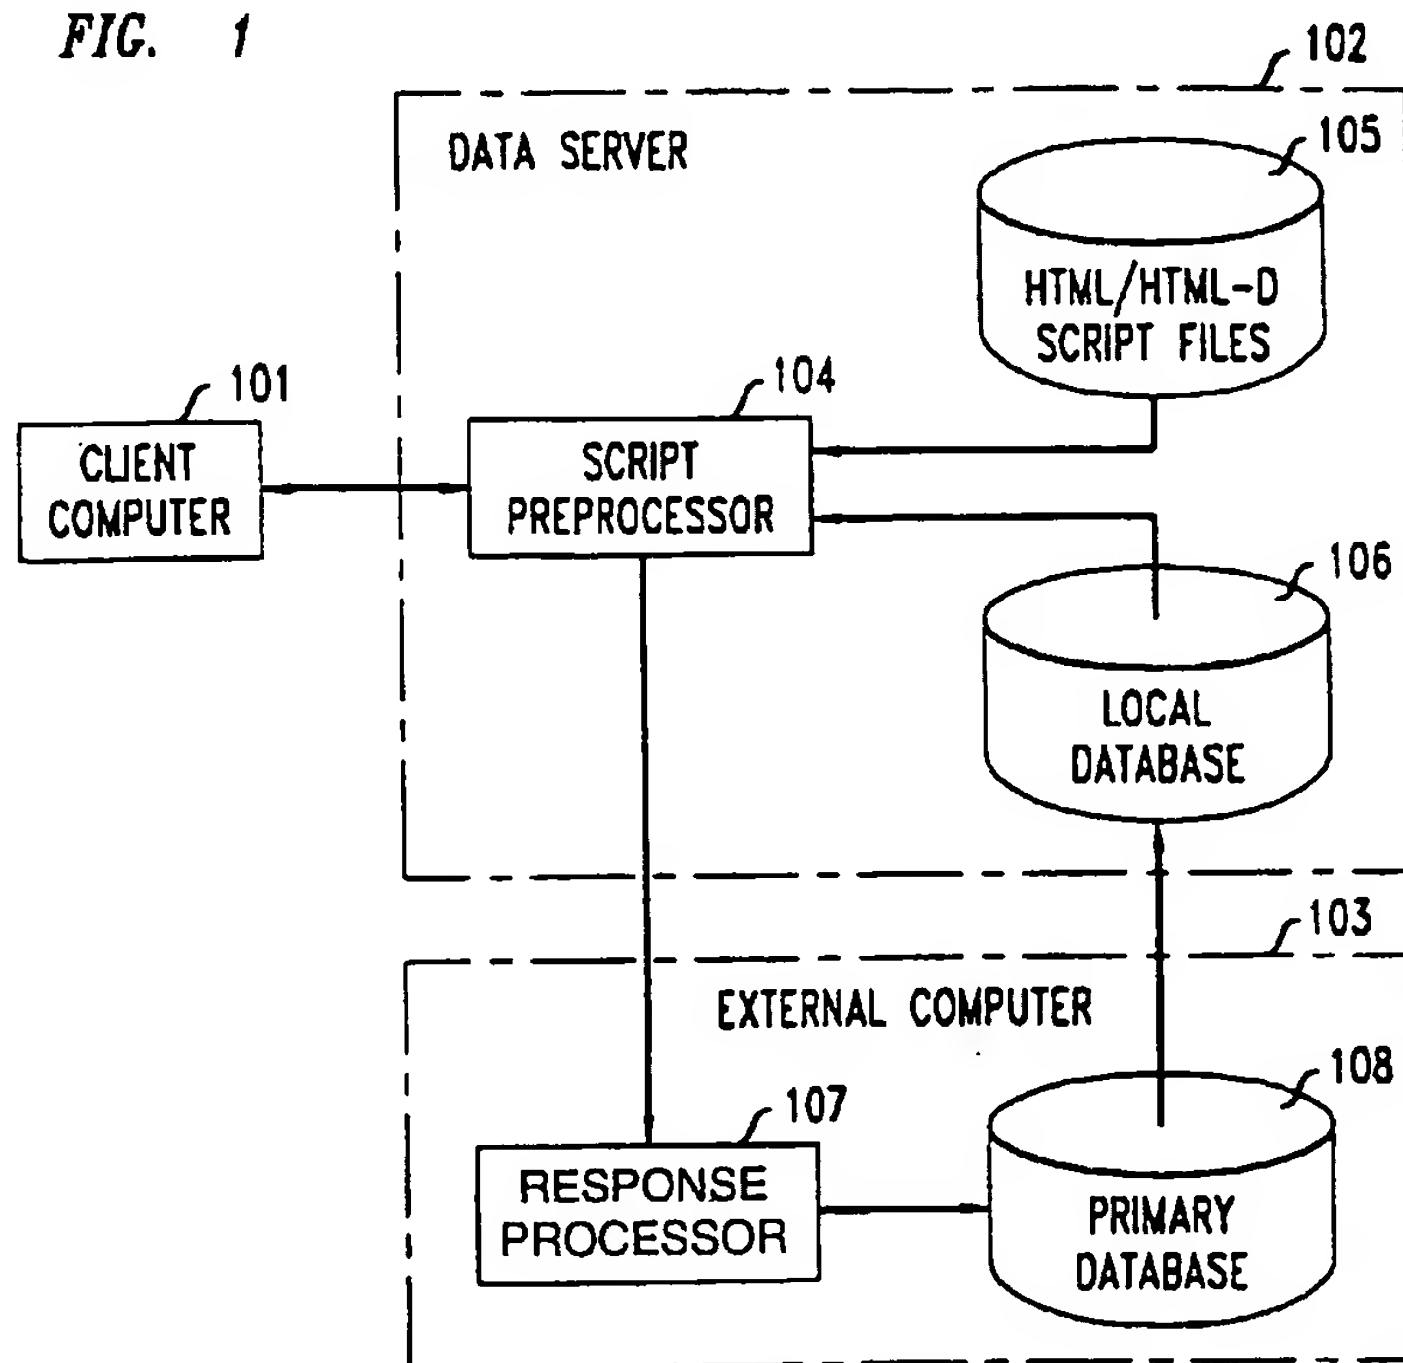 FIG. 1
102
DATA SERVER
105
HTML/HTML-D
SCRIPT FILES
101
CLIENT
COMPUTER
104
SCRIPT
PREPROCESSOR
106
LOCAL
DATABASE
103
EXTERNAL COMPUTER
107
RESPONSE
PROCESSOR
108
PRIMARY
DATABASE